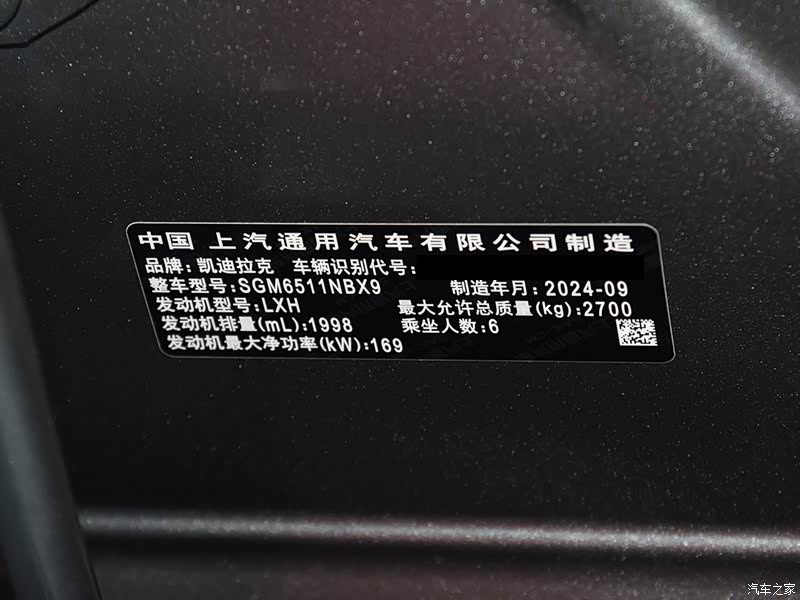 中国 上汽通用汽车有限公司制造
品牌:凯迪拉克 车辆识别代号:
整车型号:SGM6511NBX9 制造年月:2024-09
发动机型号:LXH 最大允许总质量(kg):2700
发动机排量(mL):1998 乘坐人数:6
发动机最大净功率(kW):169
汽车之家